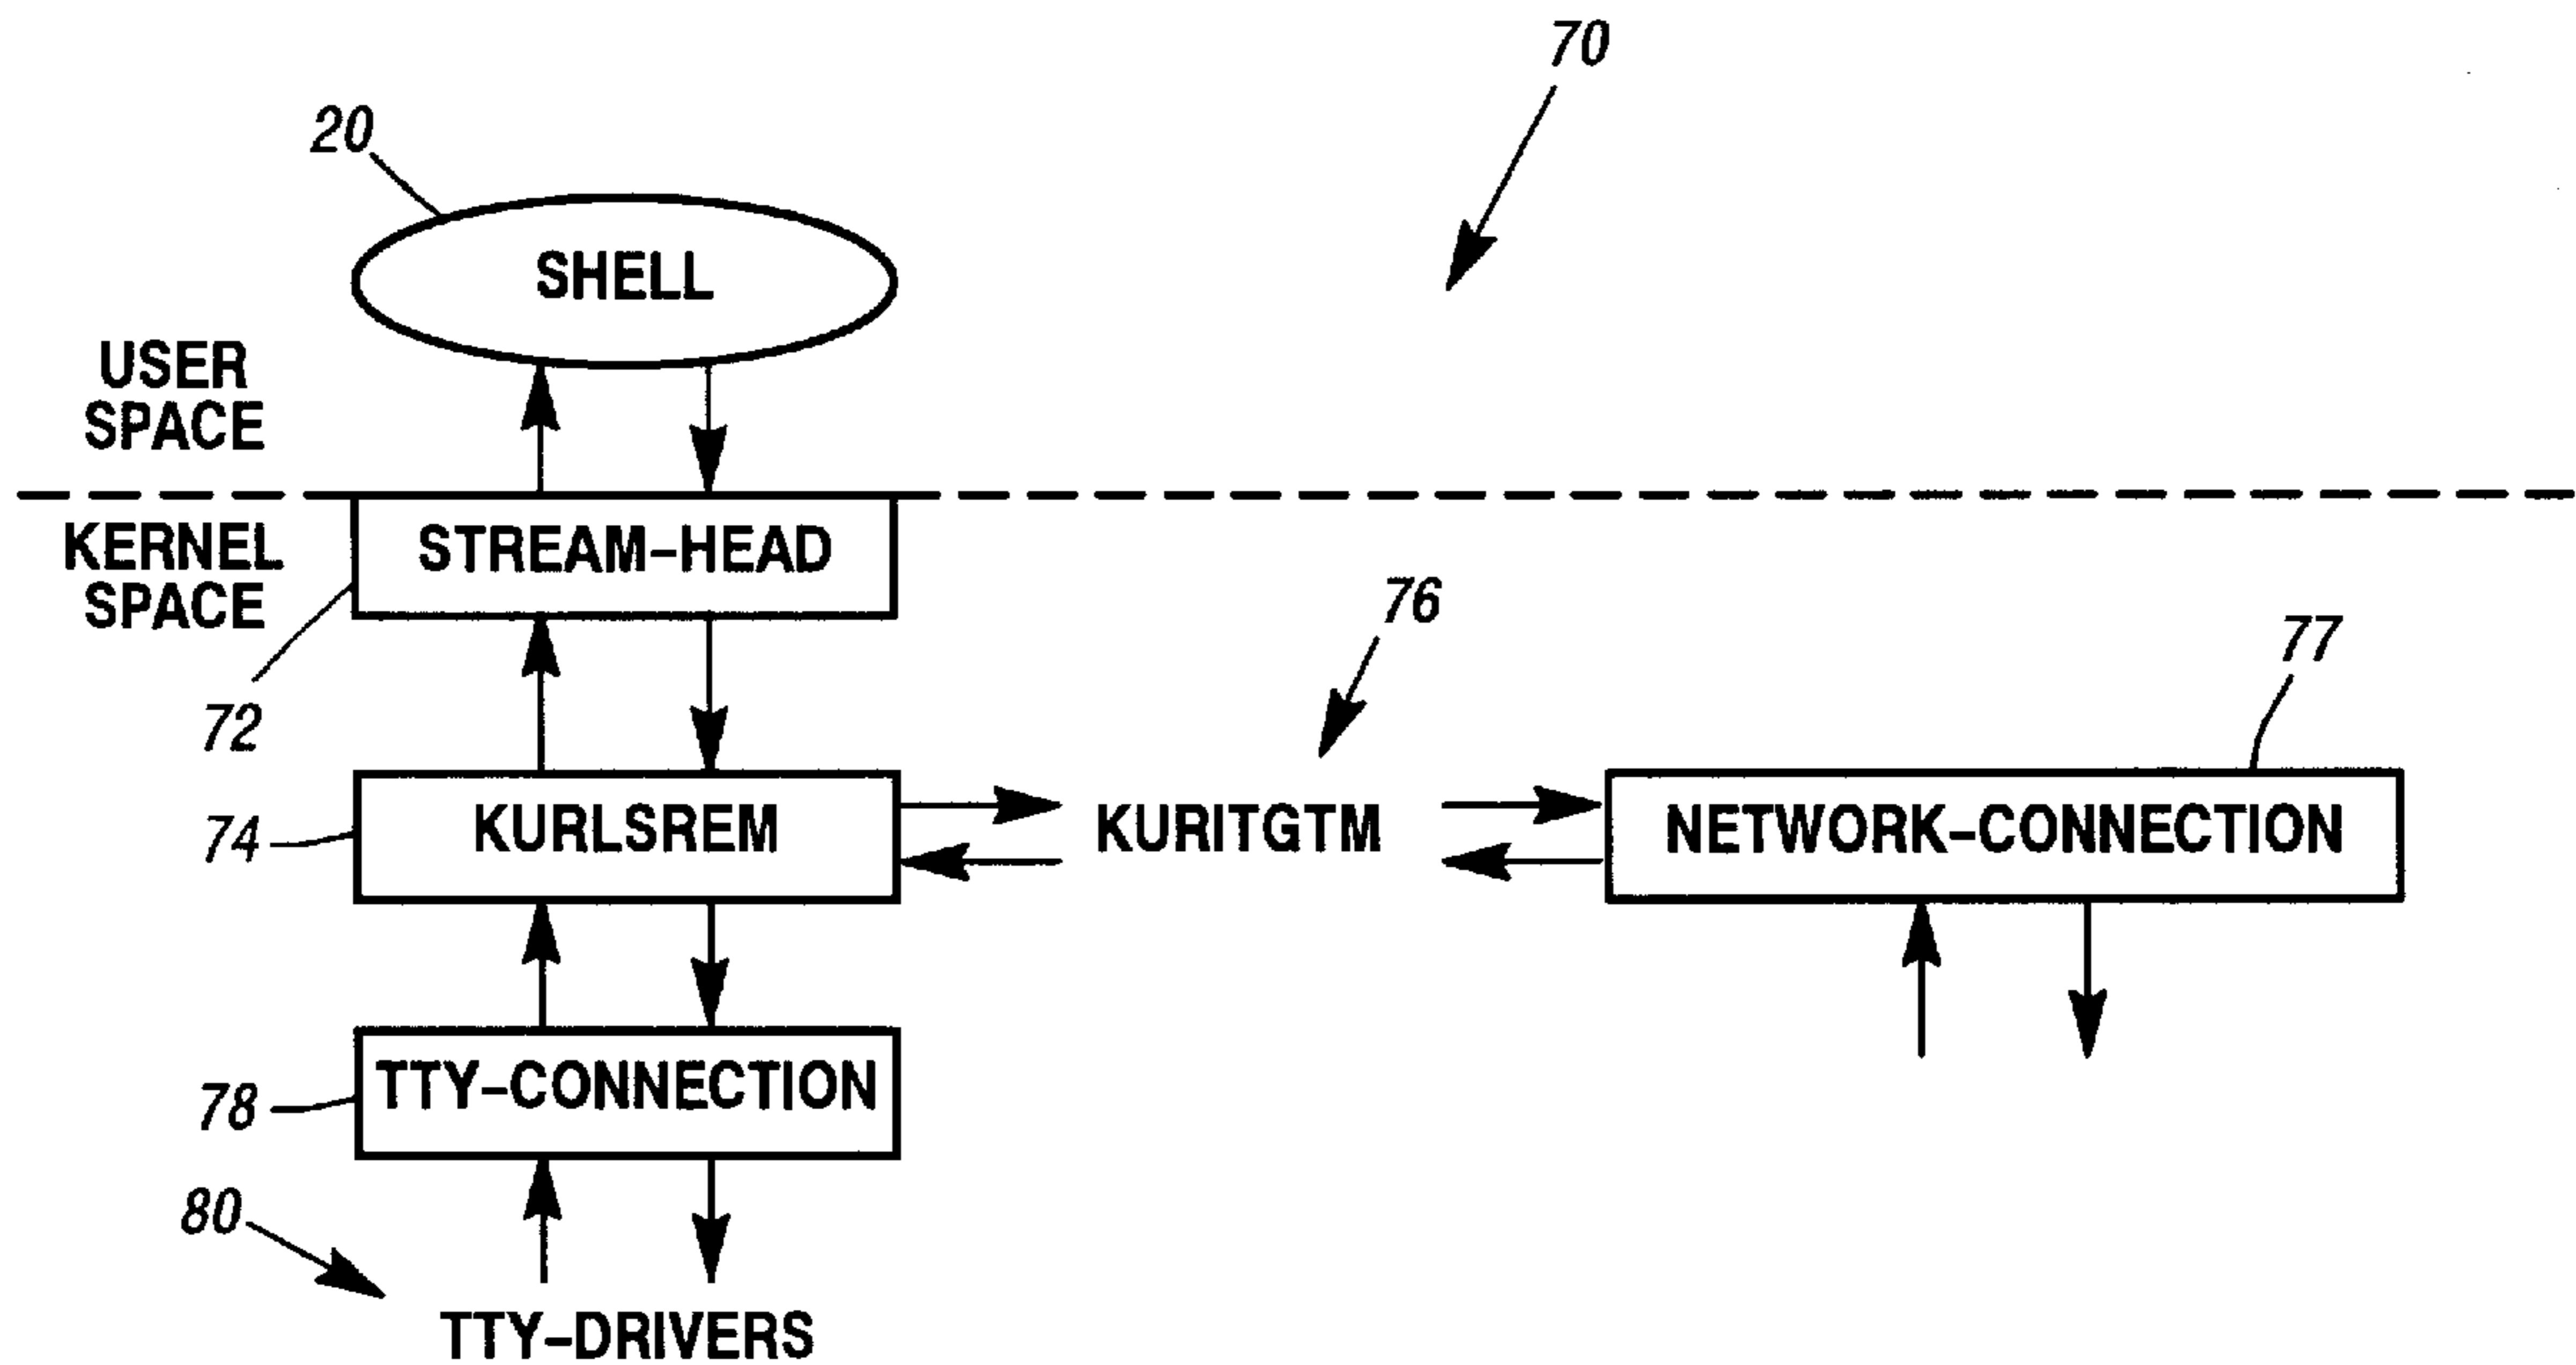 70
20
SHELL
USER
SPACE
STREAM-HEAD
KERNEL
SPACE
72
76
77
74
KURLSREM
KURITGTM
NETWORK-CONNECTION
78
TTY-CONNECTION
80
TTY-DRIVERS